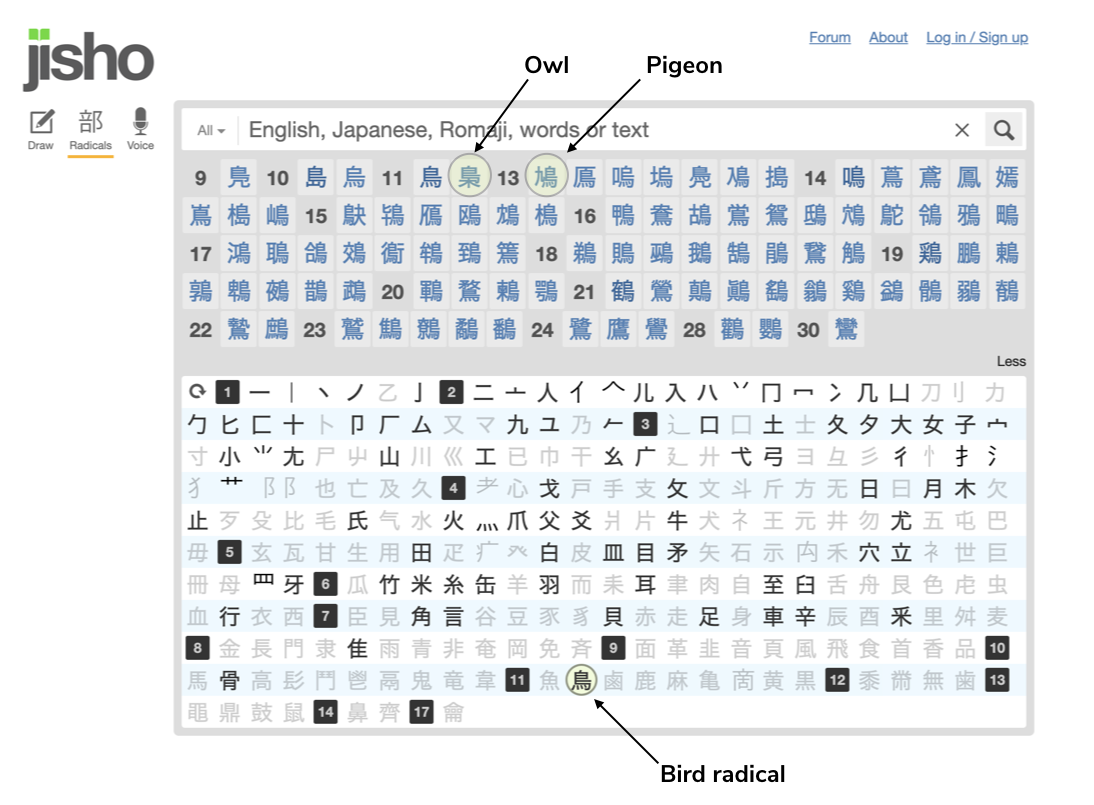 jisho
Forum About Log in / Sign up
Owl Pigeon
Draw 部 Radicals Voice
All English, Japanese, Romaji, words or text
9 鳬 10 島 烏 11 鳥 梟 13 鳩 鳫 嗚 塢 鳧 鳰 搗 14 鳴 蔦 鳶 鳳 嫣
嶌 槝 嶋 15 鴃 鴇 鴈 鴎 鴆 樢 16 鴨 鴦 鴣 鴬 鴛 鴟 鴪 鴕 鴒 鴉 鴫
17 鴻 鵈 鴿 鵁 鵆 鵇 鵄 篶 18 鵜 鵙 鵐 鵝 鵠 鵑 鵞 鵤 19 鶏 鵬 鶇
鶉 鵯 鵺 鵲 鵡 20 鶤 鶩 鶫 鶚 21 鶴 鶯 鷏 鷆 鷂 鶲 鷄 鷁 鶻 鶸 鶺
22 鷙 鷓 23 鷲 鷦 鷯 鷸 鷭 24 鷺 鷹 鷽 28 鸛 鸚 30 鸞
Less
1 一 ｜ 丶 ノ 乙 亅 2 二 亠 人 亻 𠆢 儿 入 八 丷 冂 冖 冫 几 凵 刀 刂 力
勹 匕 匚 十 卜 卩 厂 厶 又 マ 九 ユ 乃 𠂉 3 辶 口 囗 土 士 夂 夕 大 女 子 宀
寸 小 ⺌ 尢 尸 屮 山 川 巛 工 已 巾 干 幺 广 廴 廾 弋 弓 ヨ 彑 彡 彳 忄 扌 氵
犭 艹 阝 阝 也 亡 及 久 4 耂 心 戈 戸 手 支 攵 文 斗 斤 方 无 日 曰 月 木 欠
止 歹 殳 比 毛 氏 气 水 火 灬 爪 父 爻 爿 片 牛 犬 ネ 王 元 井 勿 尤 五 屯 巴
毋 5 玄 瓦 甘 生 用 田 疋 疒 癶 白 皮 皿 目 矛 矢 石 示 禸 禾 穴 立 衤 世 巨
冊 母 罒 牙 6 瓜 竹 米 糸 缶 羊 羽 而 耒 耳 聿 肉 自 至 臼 舌 舟 艮 色 虍 虫
血 行 衣 西 7 臣 見 角 言 谷 豆 豕 豸 貝 赤 走 足 身 車 辛 辰 酉 釆 里 舛 麦
8 金 長 門 隶 隹 雨 青 非 奄 岡 免 斉 9 面 革 韭 音 頁 風 飛 食 首 香 品 10
馬 骨 高 髟 鬥 鬯 鬲 鬼 竜 韋 11 魚 鳥 鹵 鹿 麻 亀 啇 黄 黒 12 黍 黹 無 歯 13
黽 鼎 鼓 鼠 14 鼻 齊 17 龠
Bird radical